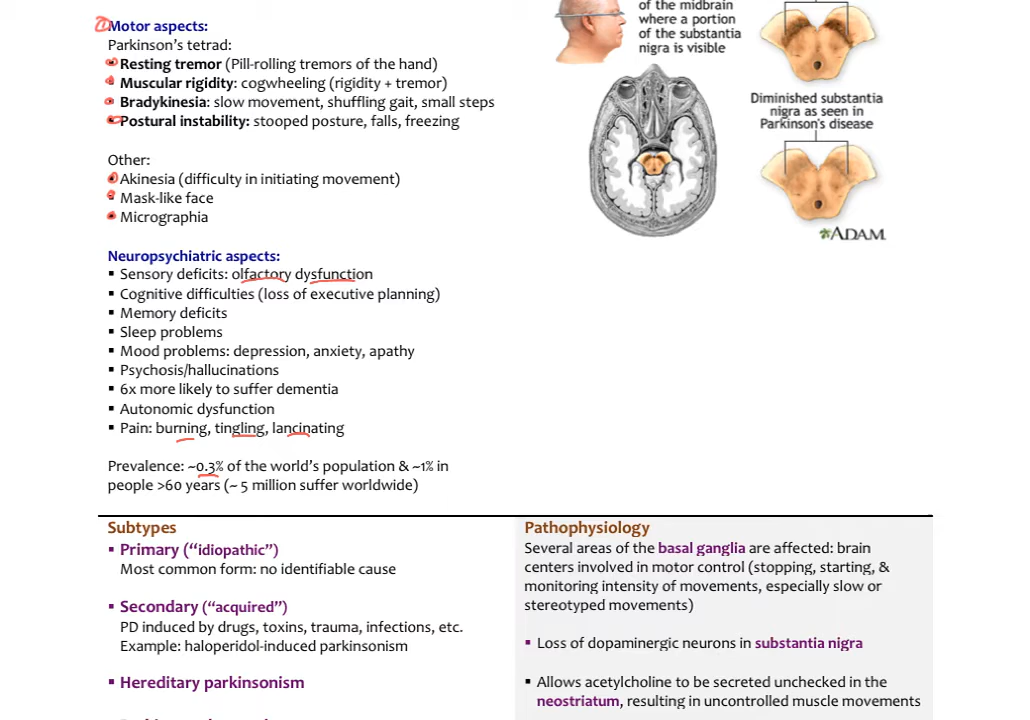 Motor aspects:
Parkinson's tetrad:
Resting tremor (Pill-rolling tremors of the hand)
Muscular rigidity: cogwheeling (rigidity + tremor)
Bradykinesia: slow movement, shuffling gait, small steps
Postural instability: stooped posture, falls, freezing
Other:
Akinesia (difficulty in initiating movement)
Mask-like face
Micrographia
Neuropsychiatric aspects:
▪ Sensory deficits: olfactory dysfunction
▪ Cognitive difficulties (loss of executive planning)
▪ Memory deficits
▪ Sleep problems
▪ Mood problems: depression, anxiety, apathy
▪ Psychosis/hallucinations
▪ 6x more likely to suffer dementia
▪ Autonomic dysfunction
▪ Pain: burning, tingling, lancinating
Prevalence: ~0.3% of the world's population & ~1% in
people >60 years (~ 5 million suffer worldwide)
of the midbrain
where a portion
of the substantia
nigra is visible
Diminished substantia
nigra as seen in
Parkinson's disease
ADAM
Subtypes
▪ Primary ("idiopathic")
Most common form: no identifiable cause
▪ Secondary ("acquired")
PD induced by drugs, toxins, trauma, infections, etc.
Example: haloperidol-induced parkinsonism
▪ Hereditary parkinsonism
Pathophysiology
Several areas of the basal ganglia are affected: brain
centers involved in motor control (stopping, starting, &
monitoring intensity of movements, especially slow or
stereotyped movements)
▪ Loss of dopaminergic neurons in substantia nigra
▪ Allows acetylcholine to be secreted unchecked in the
neostriatum, resulting in uncontrolled muscle movements